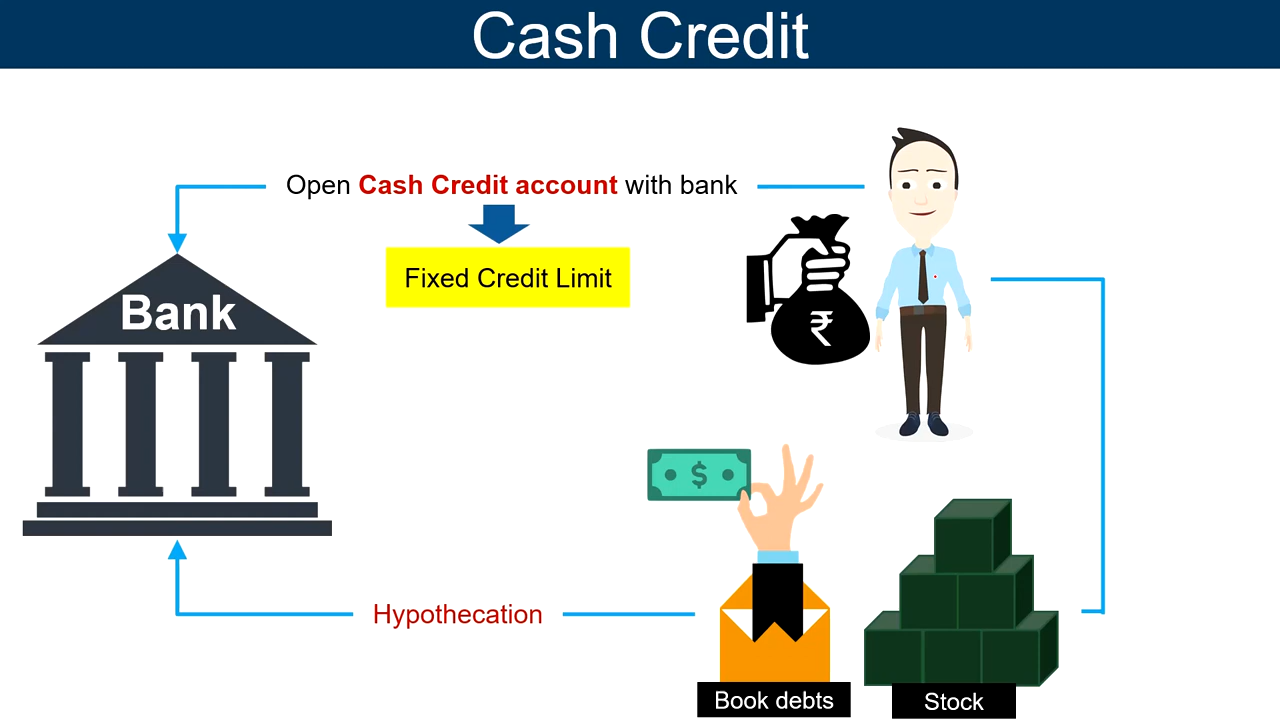 Cash Credit
Open Cash Credit account with bank
Fixed Credit Limit
Bank
₹
$
Hypothecation
Book debts
Stock